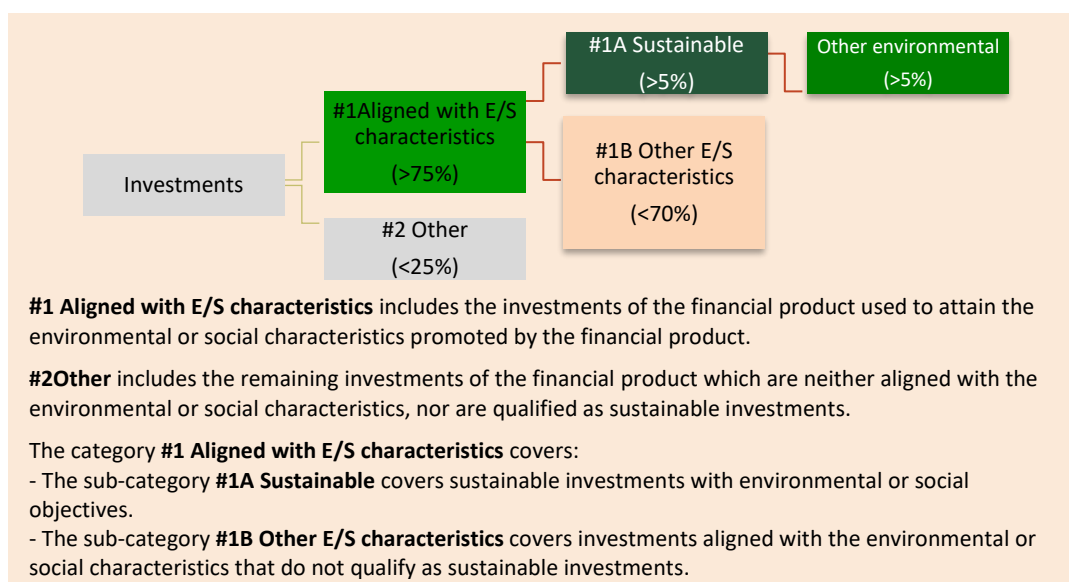 #1A Sustainable
(>5%)
Other environmental
(>5%)
#1Aligned with E/S
characteristics
(>75%)
#1B Other E/S
characteristics
(<70%)
Investments
#2 Other
(<25%)
#1 Aligned with E/S characteristics includes the investments of the financial product used to attain the
environmental or social characteristics promoted by the financial product.
#2Other includes the remaining investments of the financial product which are neither aligned with the
environmental or social characteristics, nor are qualified as sustainable investments.
The category #1 Aligned with E/S characteristics covers:
- The sub-category #1A Sustainable covers sustainable investments with environmental or social
objectives.
- The sub-category #1B Other E/S characteristics covers investments aligned with the environmental or
social characteristics that do not qualify as sustainable investments.